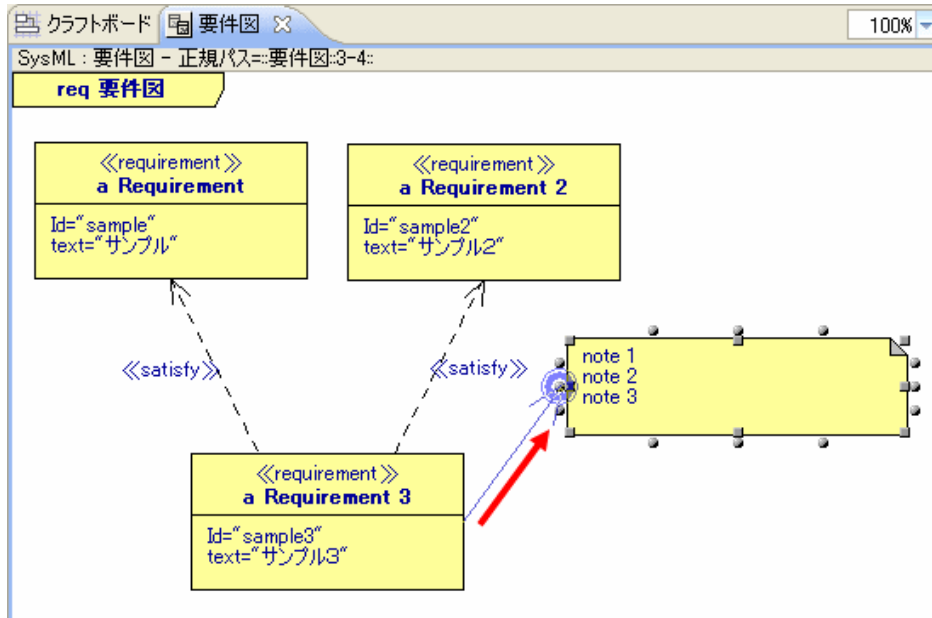 クラフトボード 要件図 100%
SysML : 要件図 - 正規パス=::要件図::3-4::
req 要件図
≪requirement≫
a Requirement
Id="sample"
text="サンプル"
≪requirement≫
a Requirement 2
Id="sample2"
text="サンプル2"
≪satisfy≫
≪satisfy≫
note 1
note 2
note 3
≪requirement≫
a Requirement 3
Id="sample3"
text="サンプル3"